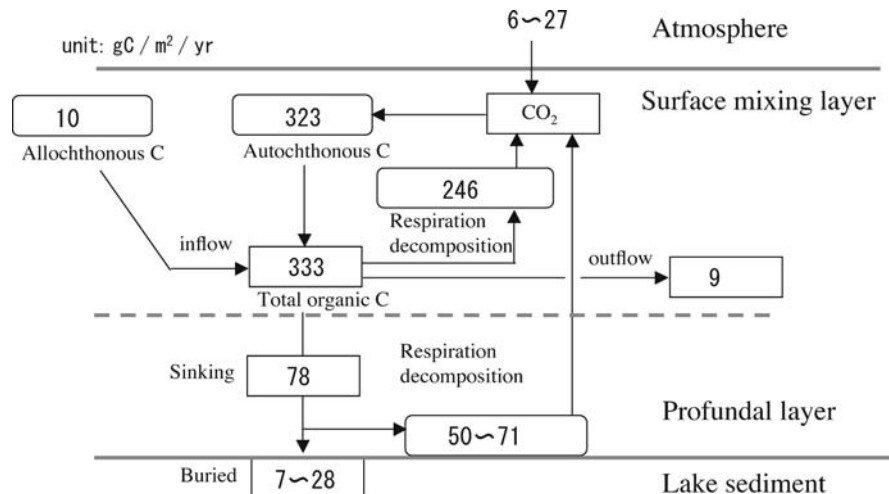 6〜27
Atmosphere
unit: gC / m² / yr
Surface mixing layer
10
323
CO₂
Allochthonous C
Autochthonous C
246
Respiration
decomposition
inflow
333
outflow
9
Total organic C
Sinking
78
Respiration
decomposition
50〜71
Profundal layer
Buried
7〜28
Lake sediment